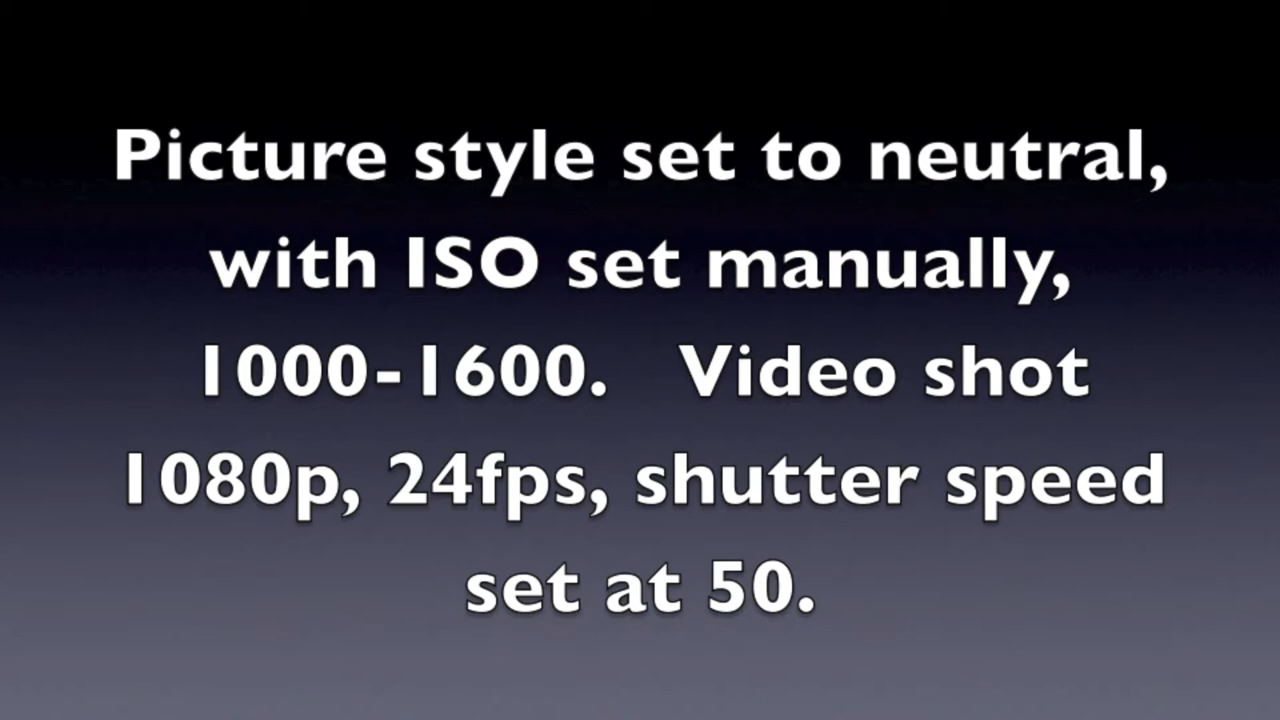 Picture style set to neutral,
with ISO set manually,
1000-1600.   Video shot
1080p, 24fps, shutter speed
set at 50.